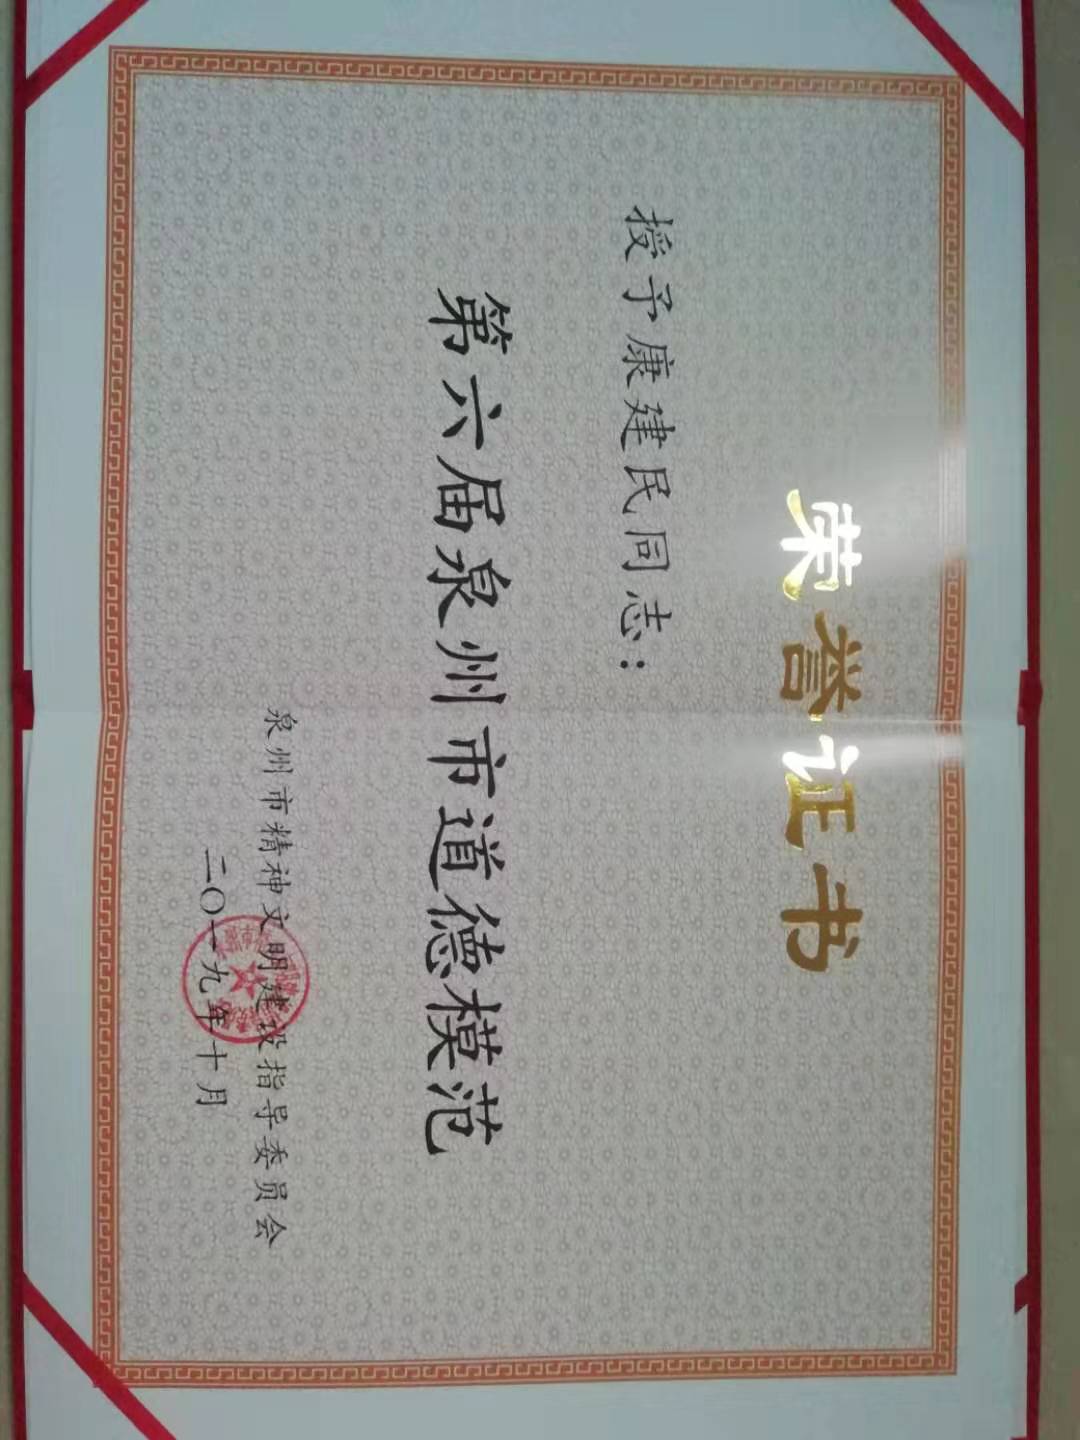 荣誉证书
授予康建民同志：
第六届泉州市道德模范
泉州市精神文明建设指导委员会
二〇一九年十月